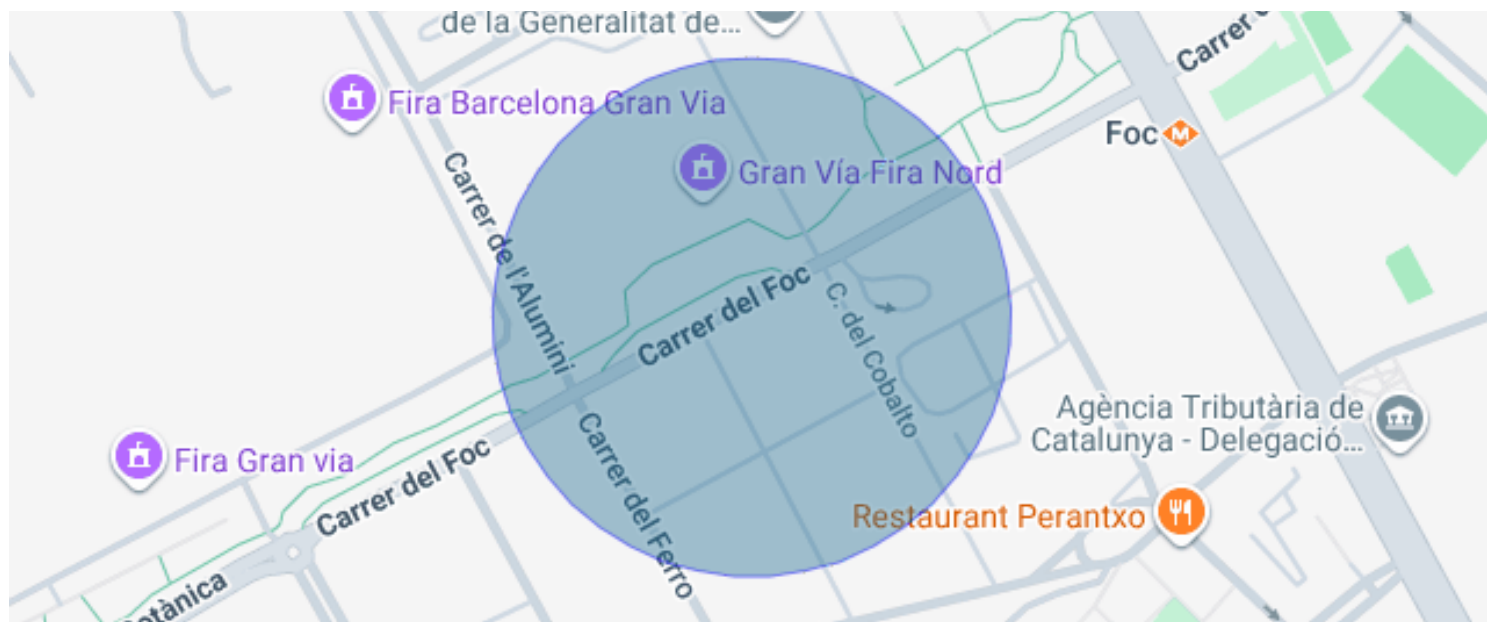 de la Generalitat de...
Carrer d
Fira Barcelona Gran Via
Foc
M
Gran Vía Fira Nord
Carrer de l'Alumini
Carrer del Foc
C. del Cobalto
Agència Tributària de
Catalunya - Delegació...
Fira Gran via
Carrer del Foc
Carrer del Ferro
Restaurant Perantxo
otànica